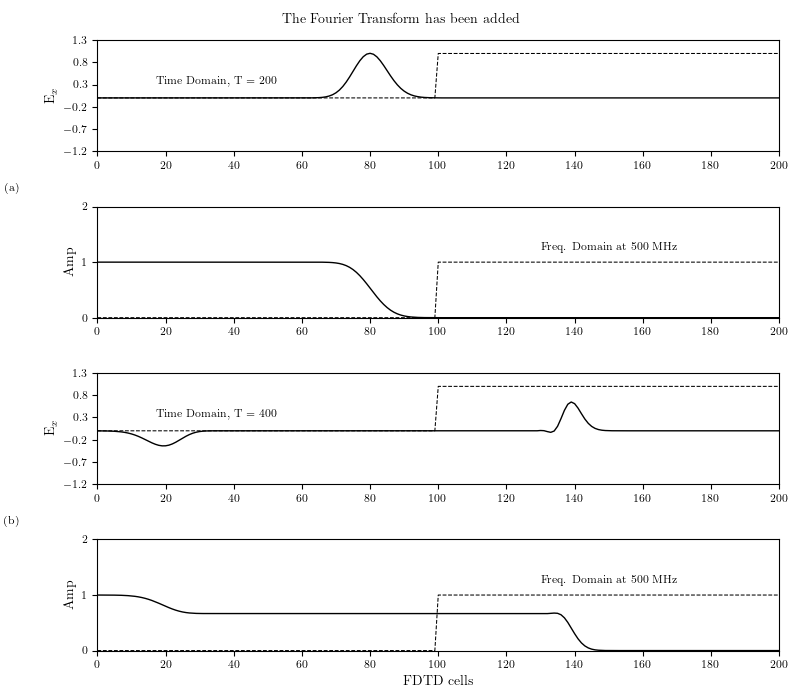 The Fourier Transform has been added
1.3
0.8
0.3
−0.2
−0.7
−1.2
Eₓ
Time Domain, T = 200
0 20 40 60 80 100 120 140 160 180 200
(a)
2
1
0
Amp
Freq. Domain at 500 MHz
0 20 40 60 80 100 120 140 160 180 200
1.3
0.8
0.3
−0.2
−0.7
−1.2
Eₓ
Time Domain, T = 400
0 20 40 60 80 100 120 140 160 180 200
(b)
2
1
0
Amp
Freq. Domain at 500 MHz
0 20 40 60 80 100 120 140 160 180 200
FDTD cells